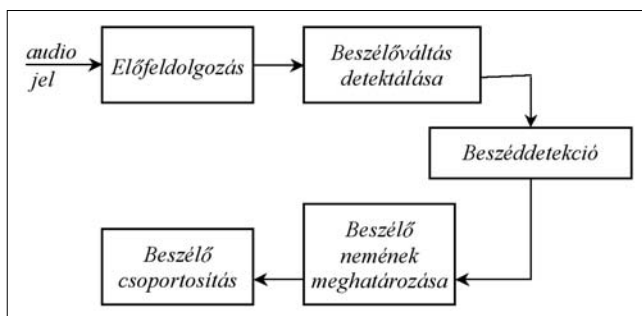 audio
jel
Előfeldolgozás
Beszélőváltás
detektálása
Beszéddetekció
Beszélő
nemének
meghatározása
Beszélő
csoportosítás